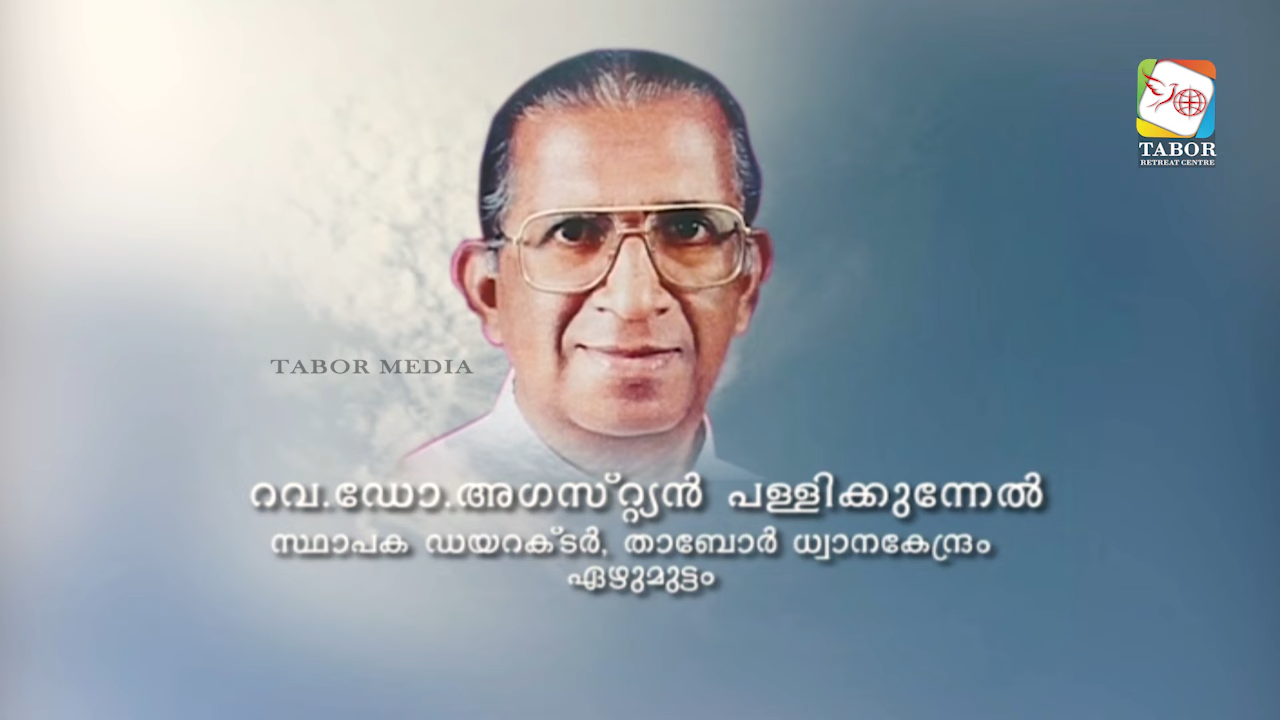 TABOR
RETREAT CENTRE
TABOR MEDIA
റവ.ഡോ.അഗസ്റ്റ്യൻ പള്ളിക്കുന്നേൽ
സ്ഥാപക ഡയറക്ടർ, താബോർ ധ്വാനകേന്ദ്രം
ഏഴുമുട്ടം